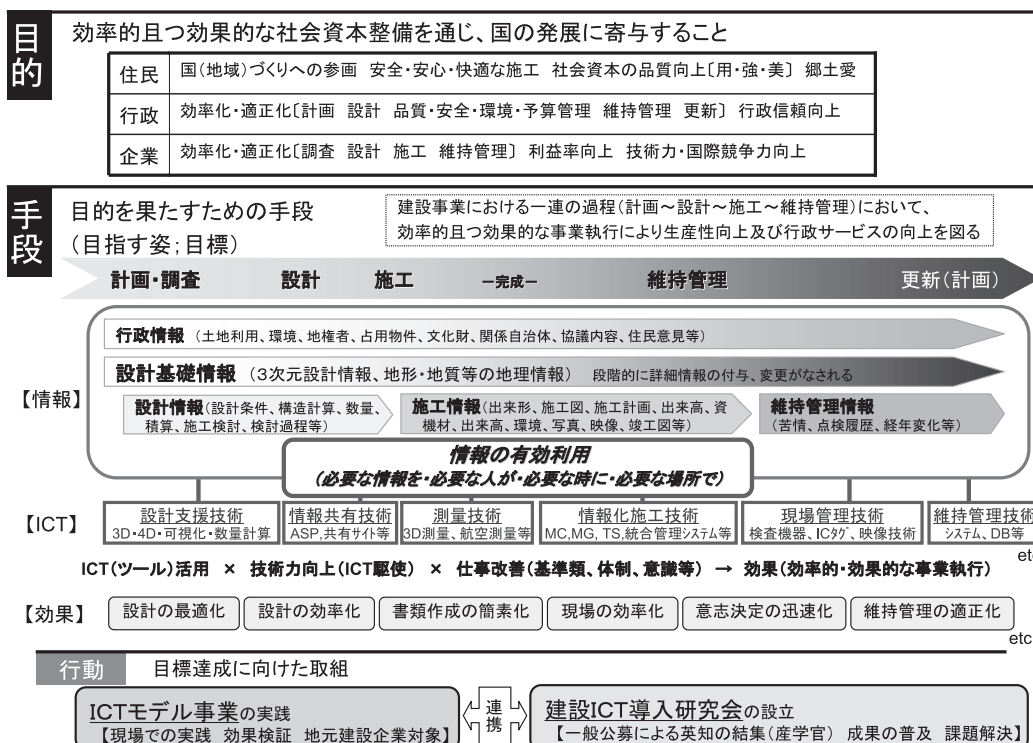 目的
効率的且つ効果的な社会資本整備を通じ、国の発展に寄与すること
住民 国(地域)づくりへの参画 安全・安心・快適な施工 社会資本の品質向上〔用・強・美〕 郷土愛
行政 効率化・適正化〔計画 設計 品質・安全・環境・予算管理 維持管理 更新〕 行政信頼向上
企業 効率化・適正化〔調査 設計 施工 維持管理〕 利益率向上 技術力・国際競争力向上
手段
目的を果たすための手段
(目指す姿;目標)
建設事業における一連の過程(計画～設計～施工～維持管理)において、
効率的且つ効果的な事業執行により生産性向上及び行政サービスの向上を図る
計画・調査 設計 施工 －完成－ 維持管理 更新(計画)
【情報】
行政情報 (土地利用、環境、地権者、占用物件、文化財、関係自治体、協議内容、住民意見等)
設計基礎情報 (3次元設計情報、地形・地質等の地理情報) 段階的に詳細情報の付与、変更がなされる
設計情報(設計条件、構造計算、数量、
積算、施工検討、検討過程等)
施工情報(出来形、施工図、施工計画、出来高、資
機材、出来高、環境、写真、映像、竣工図等)
維持管理情報
(苦情、点検履歴、経年変化等)
情報の有効利用
(必要な情報を・必要な人が・必要な時に・必要な場所で)
【ICT】
設計支援技術
3D・4D・可視化・数量計算
情報共有技術
ASP,共有サイト等
測量技術
3D測量、航空測量等
情報化施工技術
MC,MG, TS,統合管理システム等
現場管理技術
検査機器、ICタグ、映像技術
維持管理技術
システム、DB等
etc
ICT(ツール)活用 × 技術力向上(ICT駆使) × 仕事改善(基準類、体制、意識等) → 効果(効率的・効果的な事業執行)
【効果】
設計の最適化 設計の効率化 書類作成の簡素化 現場の効率化 意志決定の迅速化 維持管理の適正化
etc
行動 目標達成に向けた取組
ICTモデル事業の実践
【現場での実践 効果検証 地元建設企業対象】
連携
建設ICT導入研究会の設立
【一般公募による英知の結集(産学官) 成果の普及 課題解決】